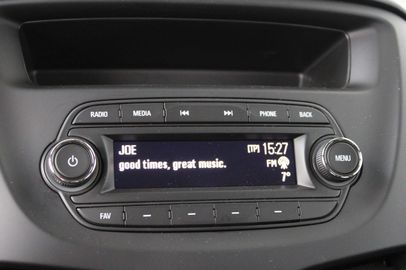 RADIO MEDIA PHONE BACK
JOE [TP] 15:27
good times, great music. FM
7°
MENU
FAV